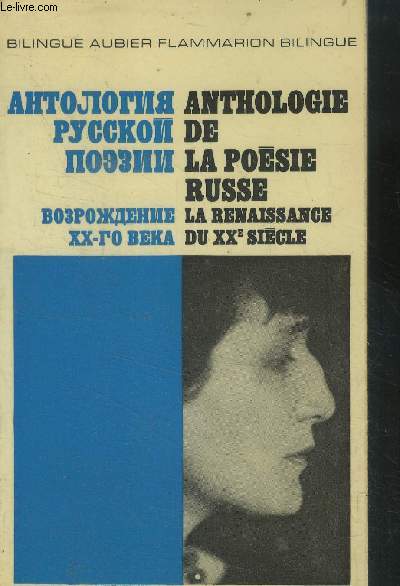 Le-livre.com
BILINGUE AUBIER FLAMMARION BILINGUE
АНТОЛОГИЯ
РУССКОЙ
ПОЭЗИИ
ВОЗРОЖДЕНИЕ
XX-ГО ВЕКА
ANTHOLOGIE
DE
LA POÉSIE
RUSSE
LA RENAISSANCE
DU XXE SIÈCLE